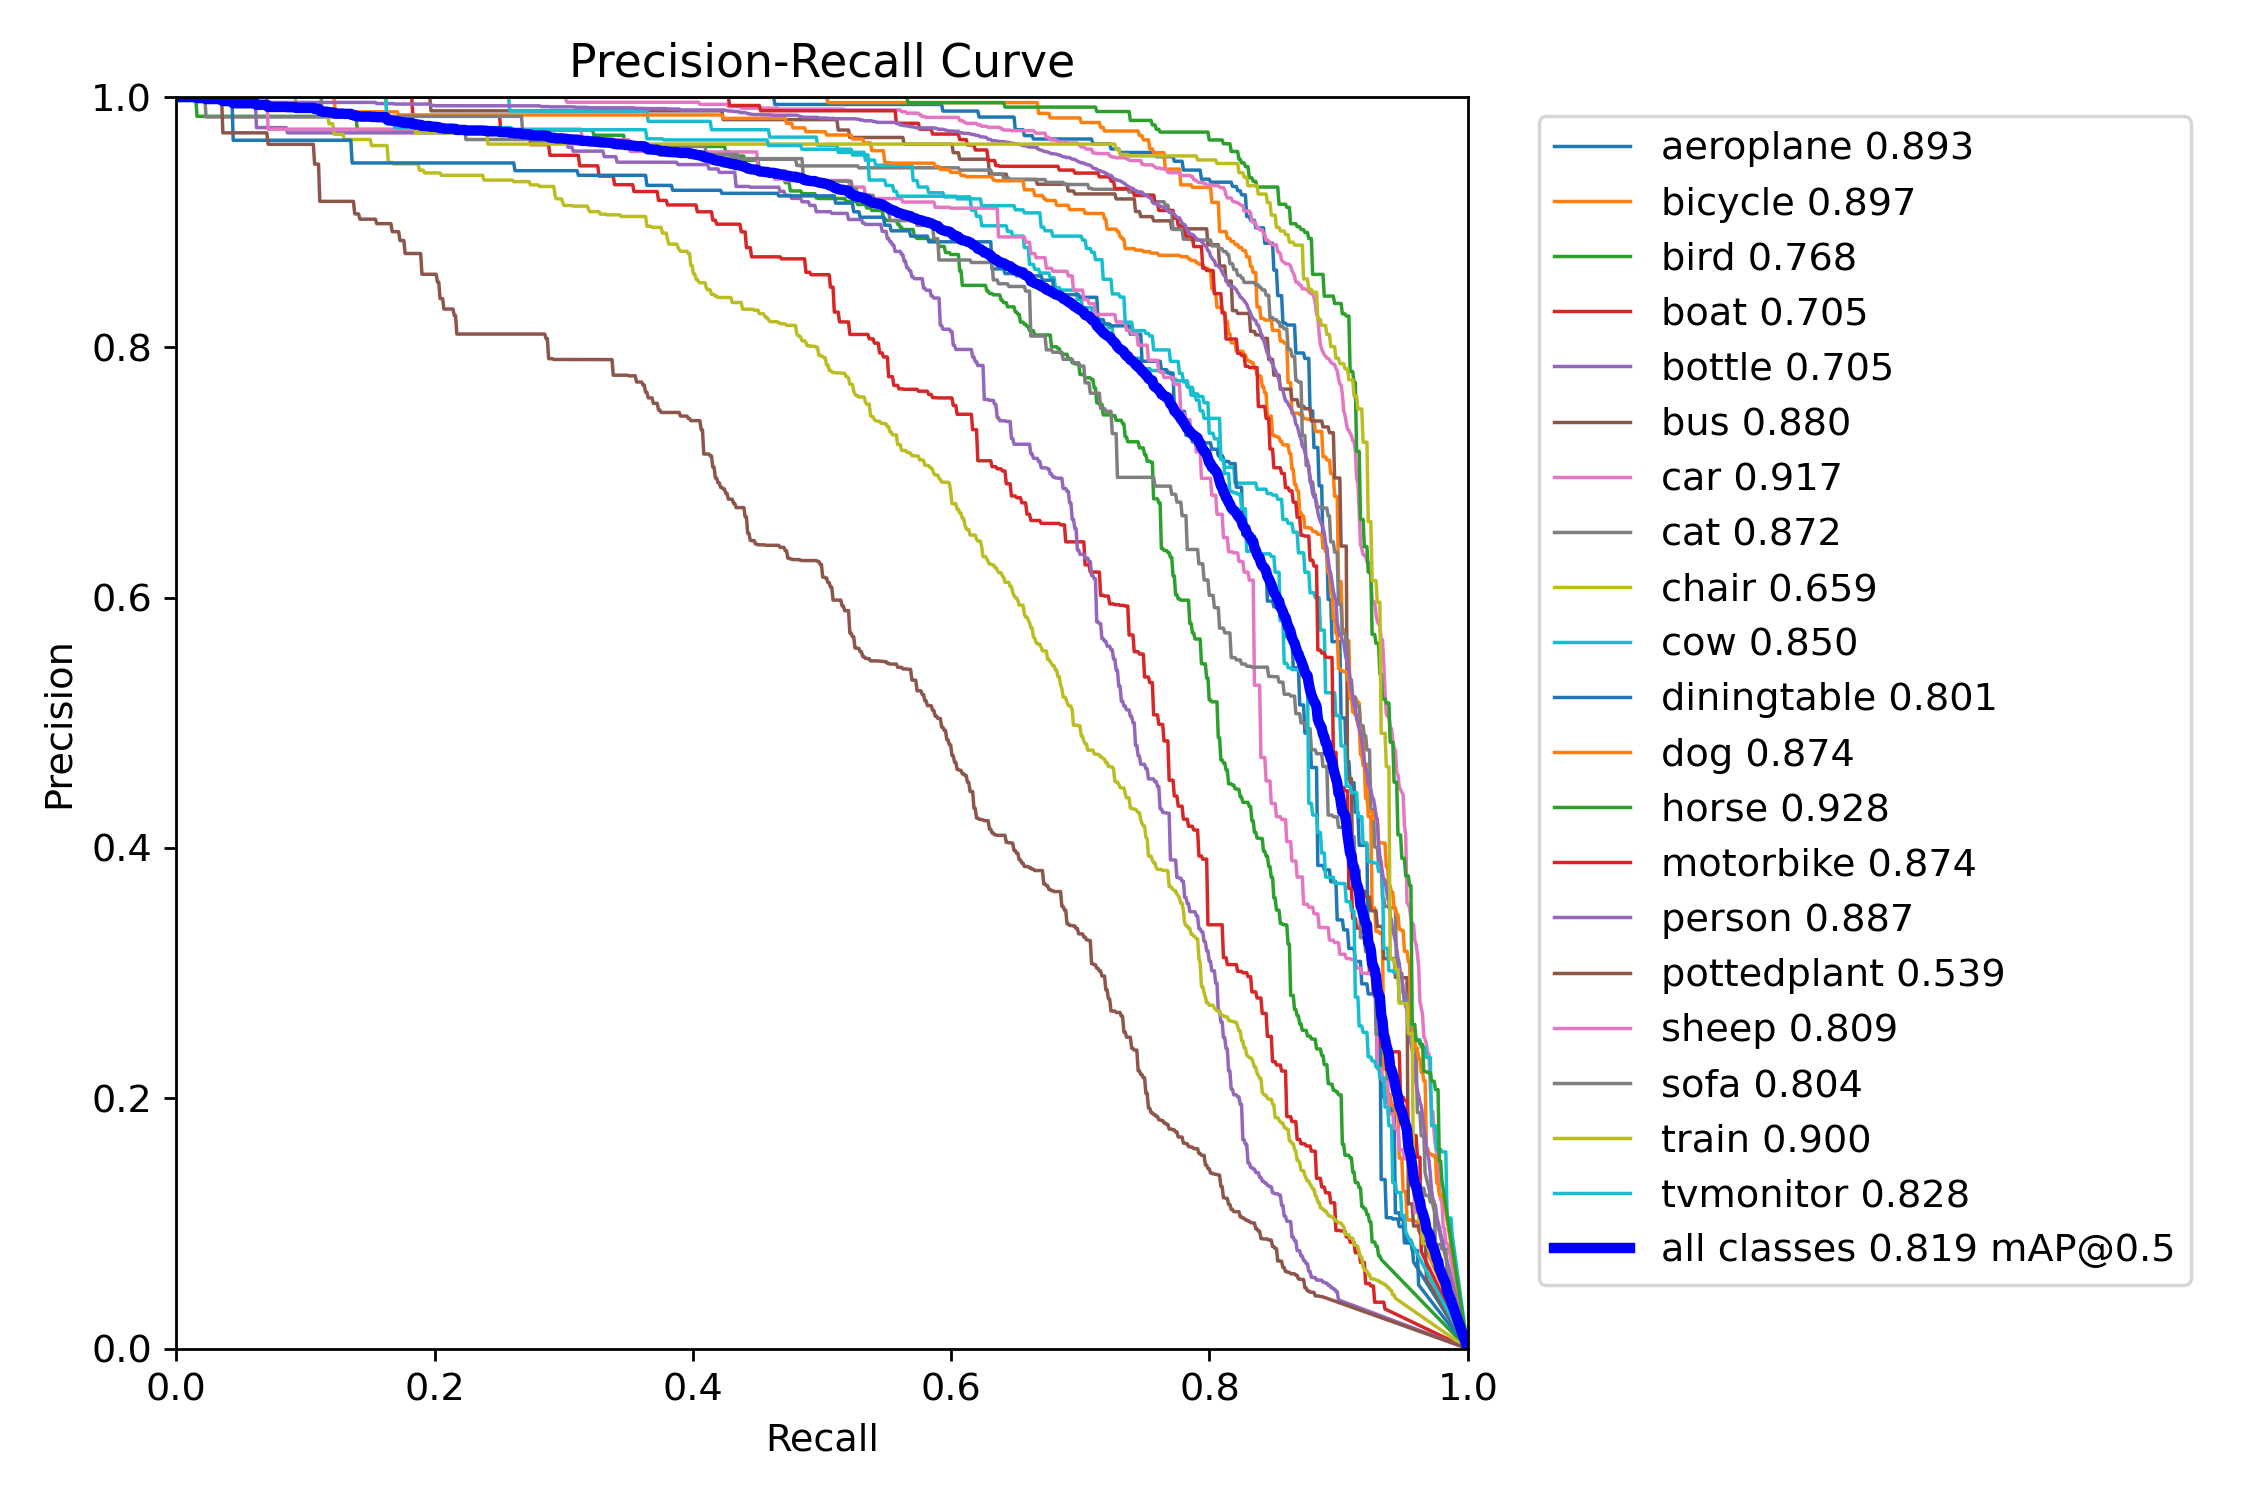 Precision-Recall Curve
1.0
0.8
0.6
0.4
0.2
0.0
Precision
0.0 0.2 0.4 0.6 0.8 1.0
Recall
aeroplane 0.893
bicycle 0.897
bird 0.768
boat 0.705
bottle 0.705
bus 0.880
car 0.917
cat 0.872
chair 0.659
cow 0.850
diningtable 0.801
dog 0.874
horse 0.928
motorbike 0.874
person 0.887
pottedplant 0.539
sheep 0.809
sofa 0.804
train 0.900
tvmonitor 0.828
all classes 0.819 mAP@0.5